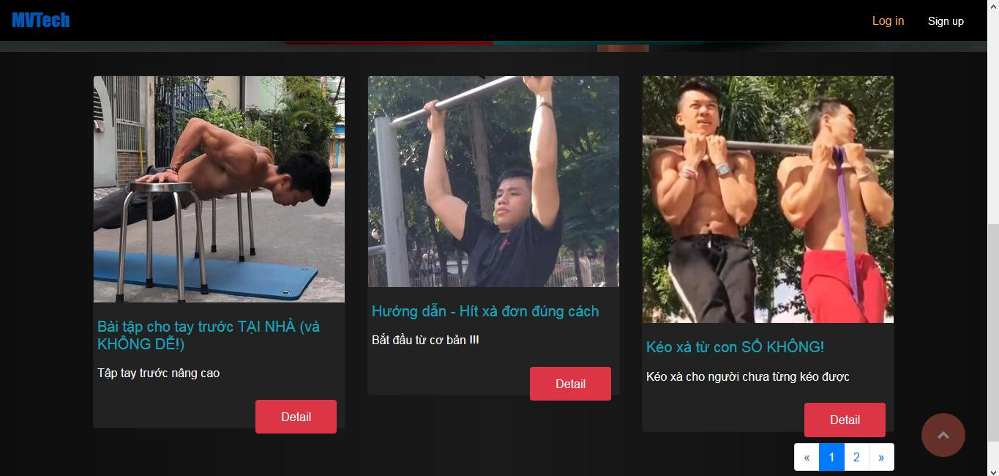 MVTech
Log in
Sign up
Bài tập cho tay trước TẠI NHÀ (và
KHÔNG DỄ!)
Tập tay trước nâng cao
Detail
Hướng dẫn - Hít xà đơn đúng cách
Bắt đầu từ cơ bản !!!
Detail
Kéo xà từ con SỐ KHÔNG!
Kéo xà cho người chưa từng kéo được
Detail
« 1 2 »